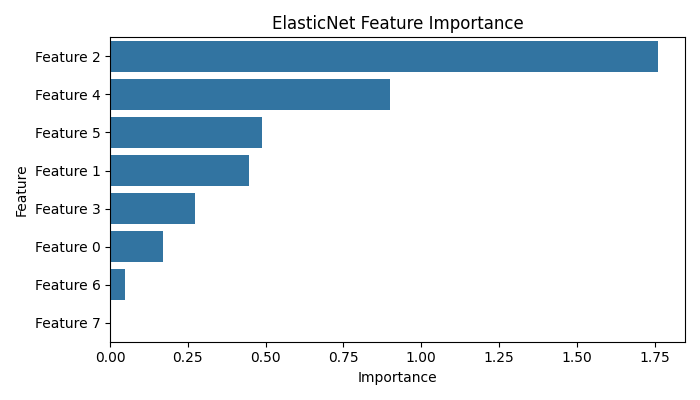 ElasticNet Feature Importance
Feature 2
Feature 4
Feature 5
Feature 1
Feature 3
Feature 0
Feature 6
Feature 7
Feature
0.00 0.25 0.50 0.75 1.00 1.25 1.50 1.75
Importance